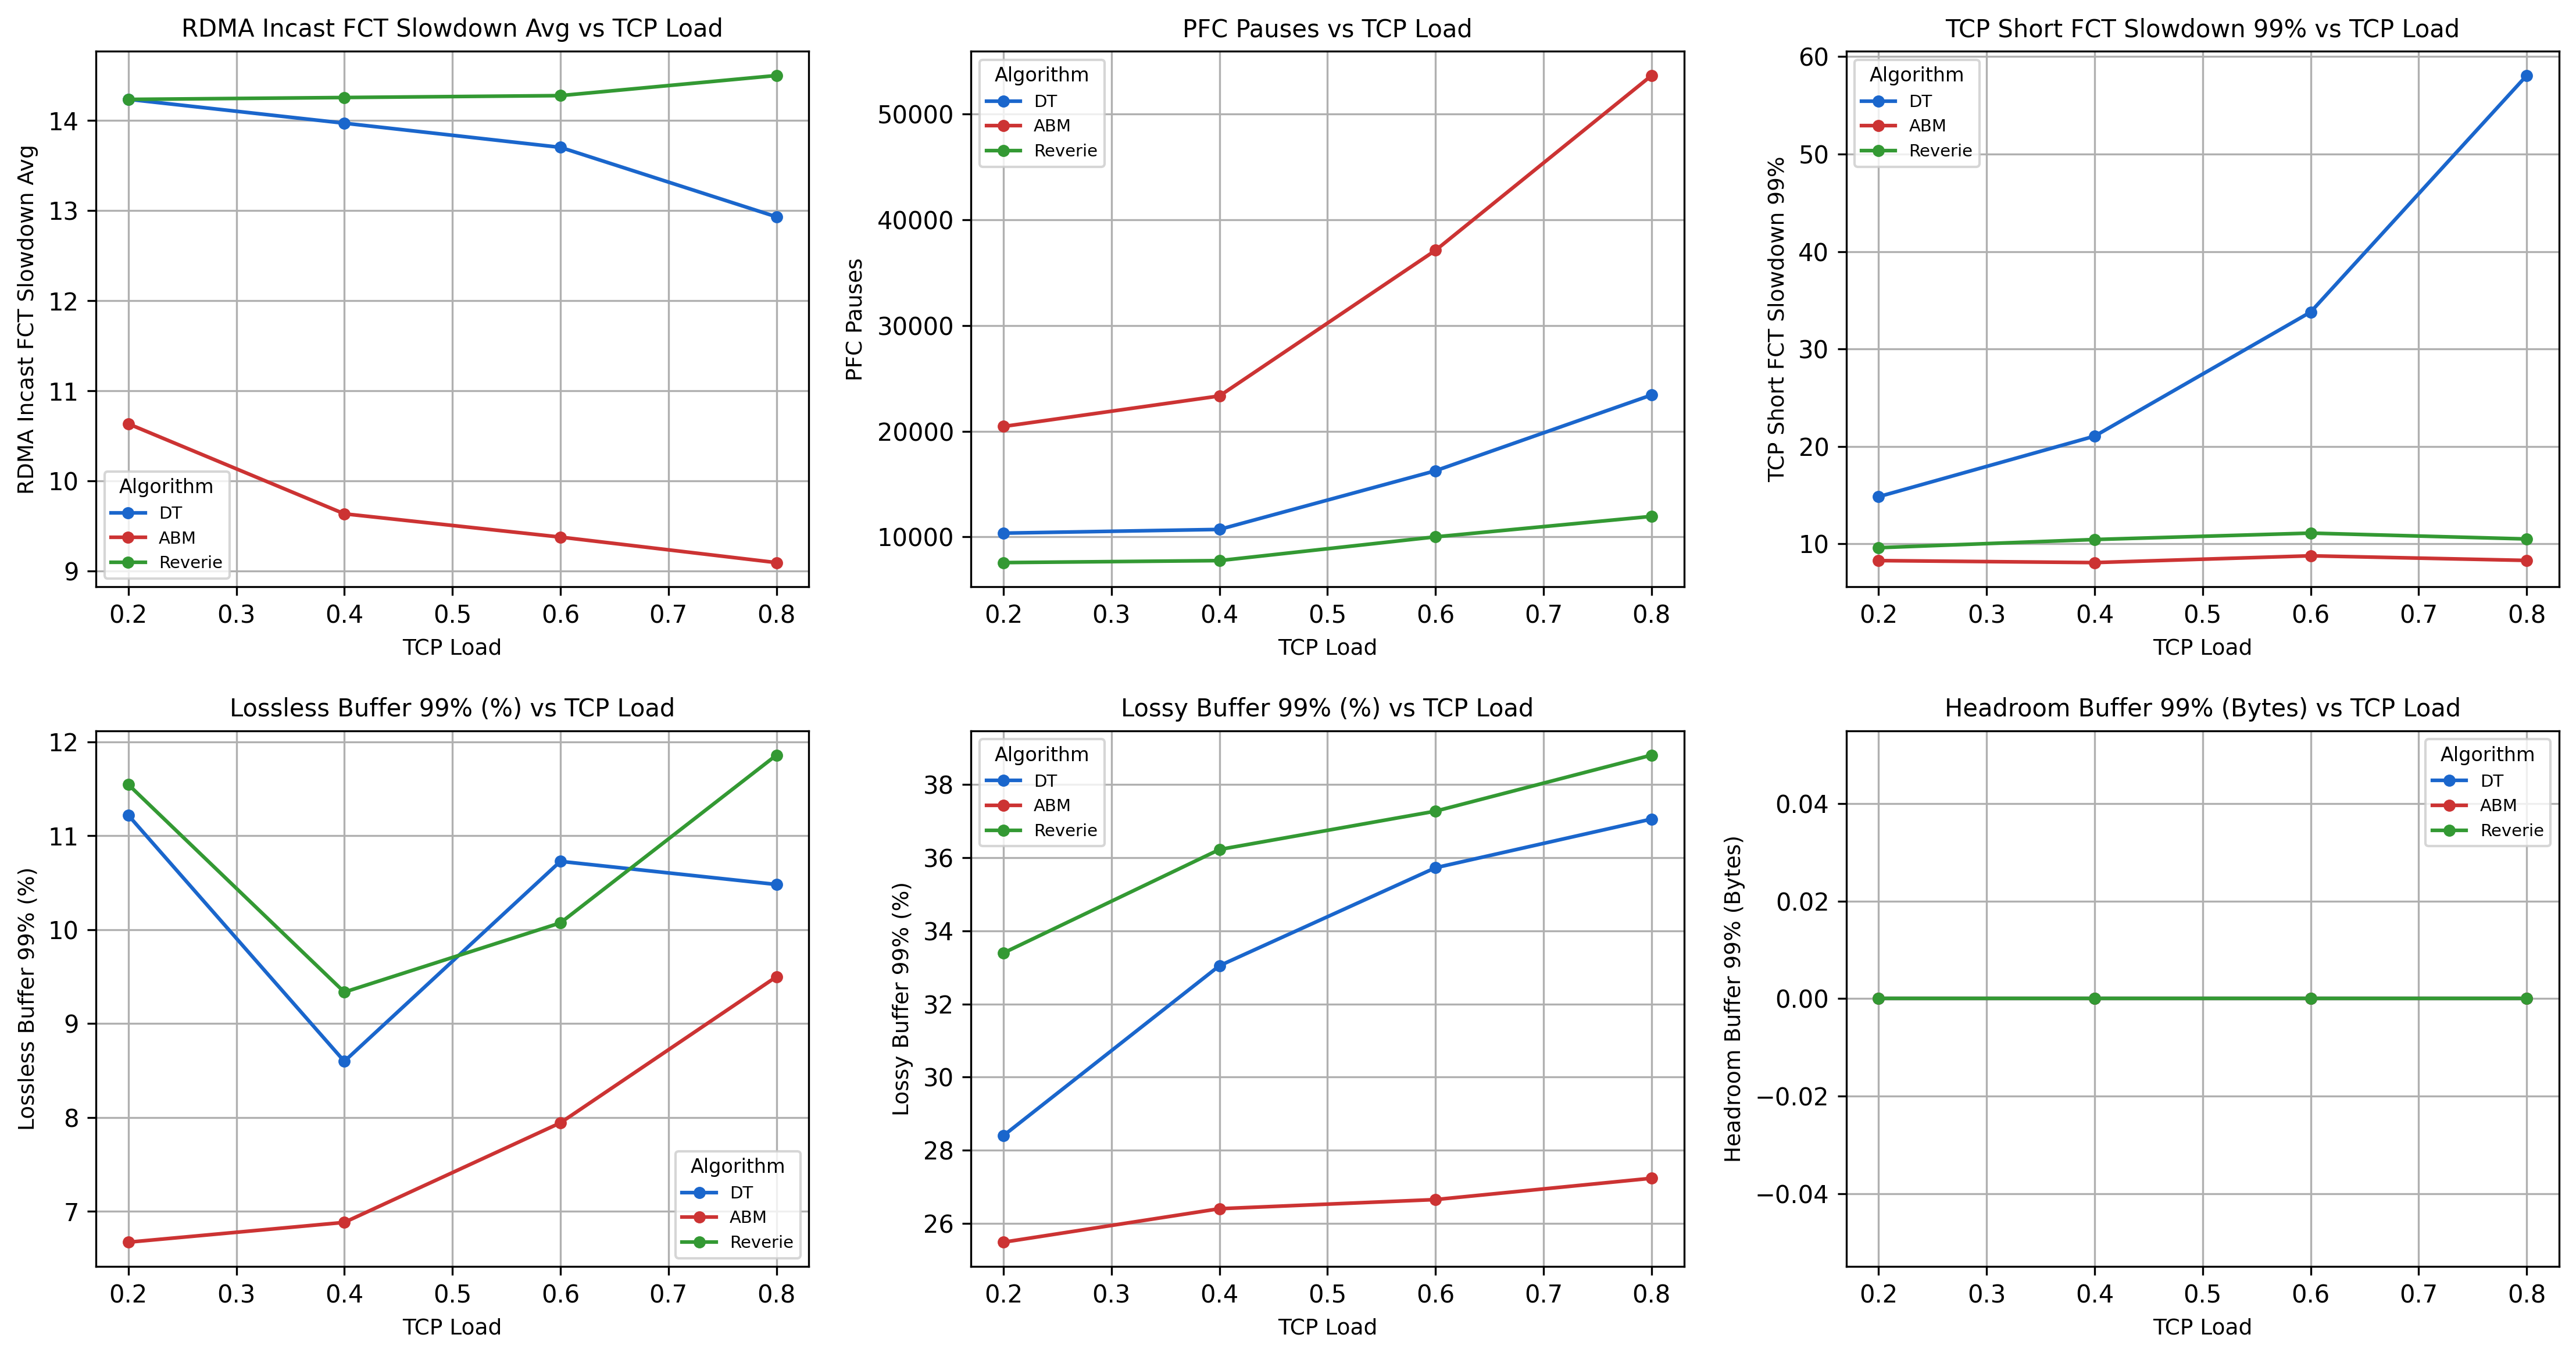 RDMA Incast FCT Slowdown Avg vs TCP Load
RDMA Incast FCT Slowdown Avg
14
13
12
11
10
9
Algorithm
DT
ABM
Reverie
0.2 0.3 0.4 0.5 0.6 0.7 0.8
TCP Load
PFC Pauses vs TCP Load
PFC Pauses
50000
40000
30000
20000
10000
Algorithm
DT
ABM
Reverie
0.2 0.3 0.4 0.5 0.6 0.7 0.8
TCP Load
TCP Short FCT Slowdown 99% vs TCP Load
TCP Short FCT Slowdown 99%
60
50
40
30
20
10
Algorithm
DT
ABM
Reverie
0.2 0.3 0.4 0.5 0.6 0.7 0.8
TCP Load
Lossless Buffer 99% (%) vs TCP Load
Lossless Buffer 99% (%)
12
11
10
9
8
7
Algorithm
DT
ABM
Reverie
0.2 0.3 0.4 0.5 0.6 0.7 0.8
TCP Load
Lossy Buffer 99% (%) vs TCP Load
Lossy Buffer 99% (%)
38
36
34
32
30
28
26
Algorithm
DT
ABM
Reverie
0.2 0.3 0.4 0.5 0.6 0.7 0.8
TCP Load
Headroom Buffer 99% (Bytes) vs TCP Load
Headroom Buffer 99% (Bytes)
0.04
0.02
0.00
−0.02
−0.04
Algorithm
DT
ABM
Reverie
0.2 0.3 0.4 0.5 0.6 0.7 0.8
TCP Load